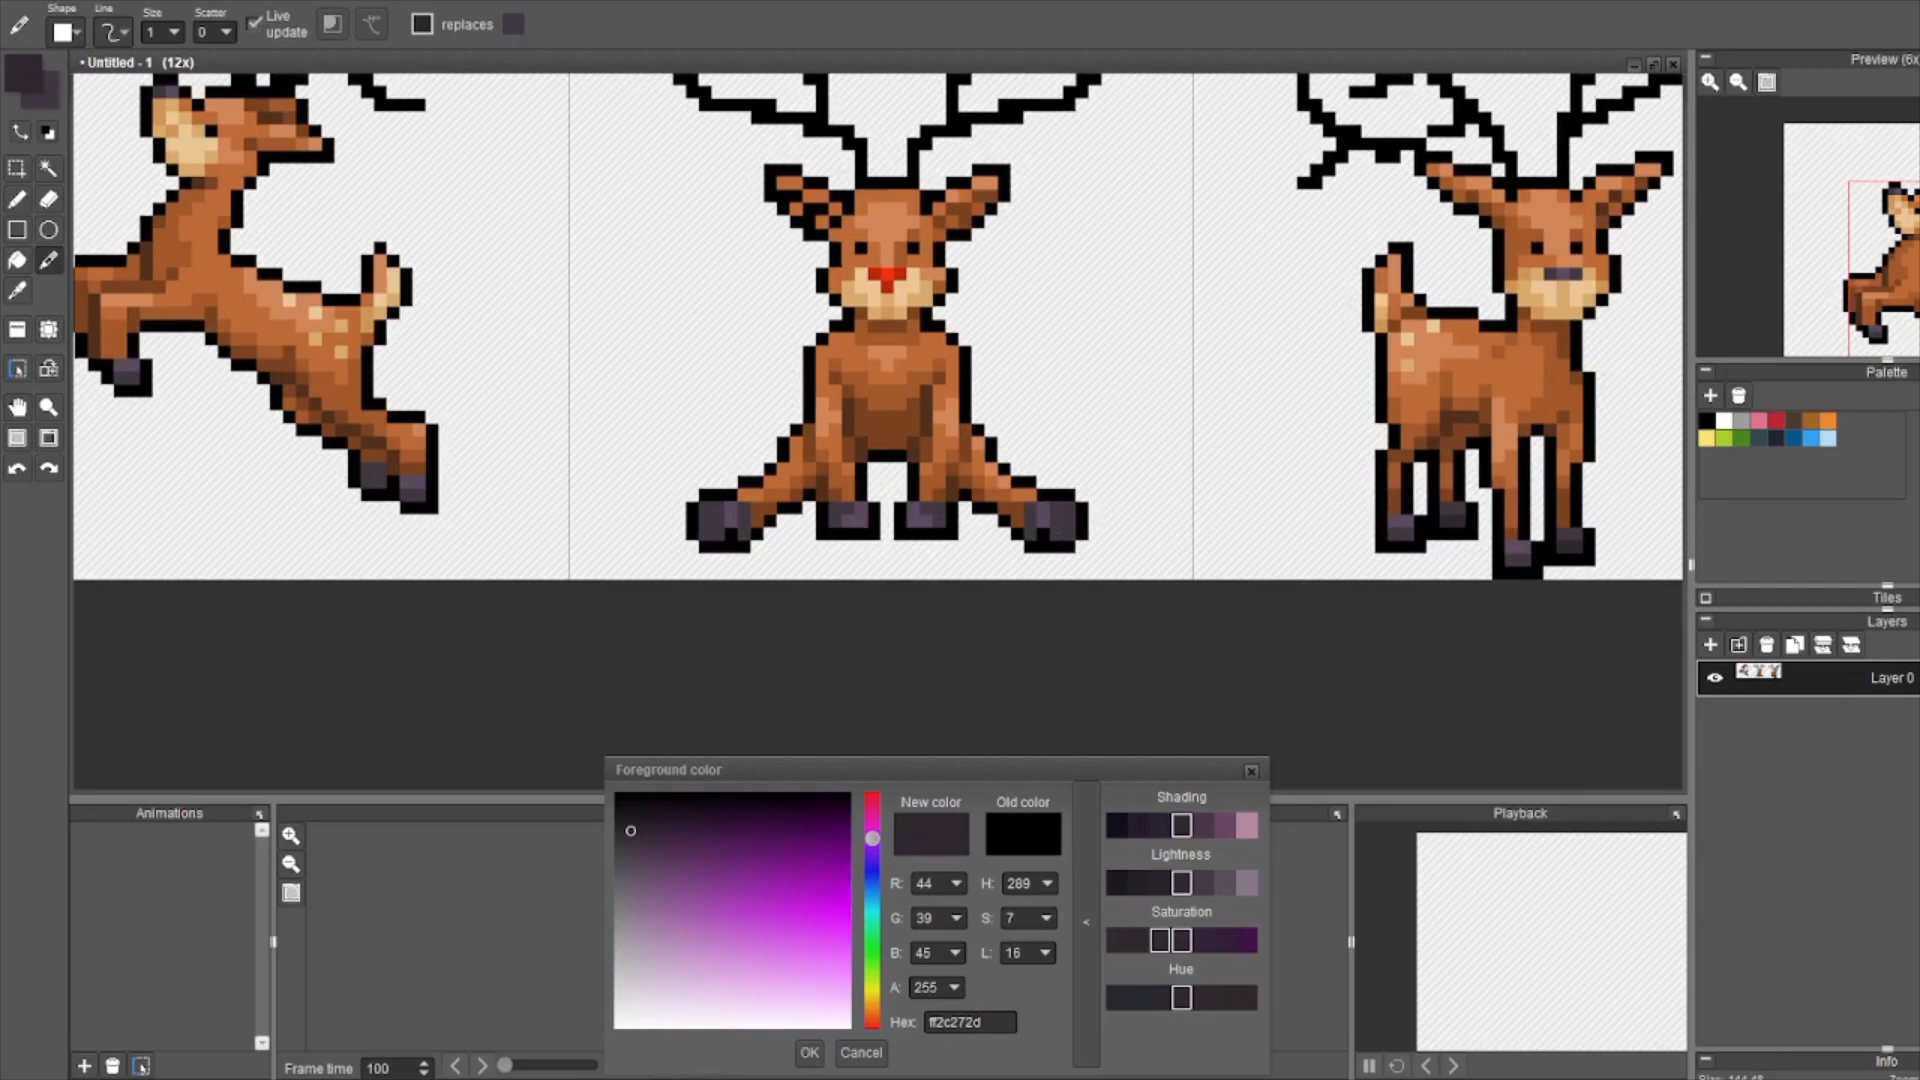 Shape
Line
Size
Scatter
1
0
Live
update
replaces
• Untitled - 1 (12x)
Preview (6x
Palette
Tiles
Layers
Layer 0
Foreground color
New color
Old color
Shading
Lightness
Saturation
Hue
R: 44
H: 289
G: 39
S: 7
B: 45
L: 16
A: 255
<
Hex: ff2c272d
OK
Cancel
Animations
Frame time 100
Playback
Info